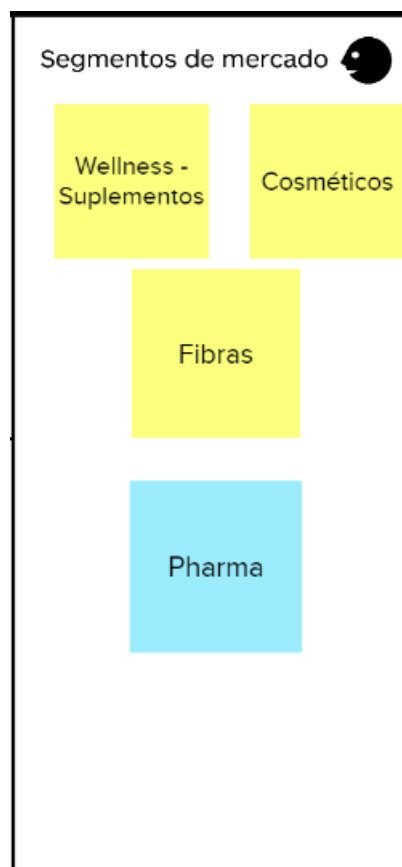 Segmentos de mercado
Wellness -
Suplementos
Cosméticos
Fibras
Pharma